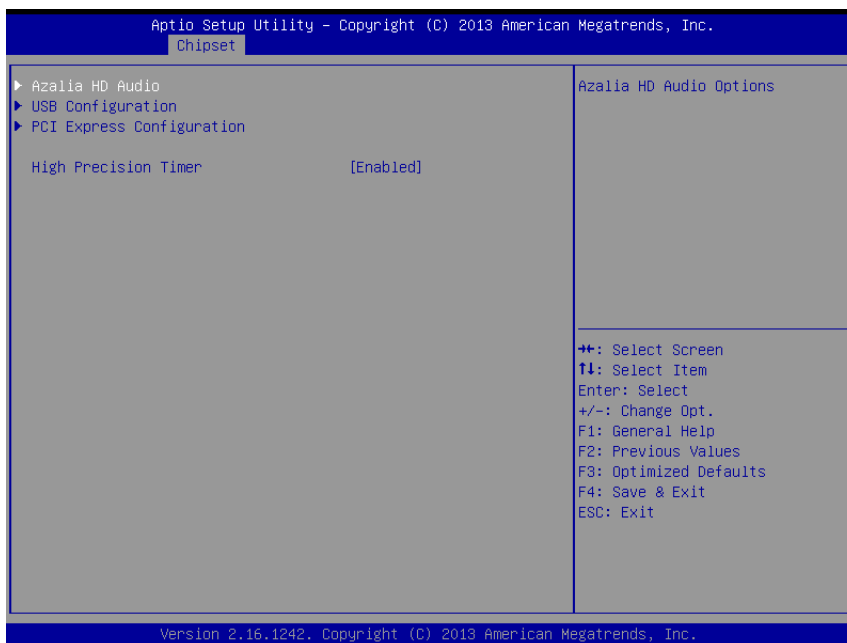 Aptio Setup Utility – Copyright (C) 2013 American Megatrends, Inc.
Chipset
Azalia HD Audio
USB Configuration
PCI Express Configuration
High Precision Timer [Enabled]
Azalia HD Audio Options
→←: Select Screen
↑↓: Select Item
Enter: Select
+/-: Change Opt.
F1: General Help
F2: Previous Values
F3: Optimized Defaults
F4: Save & Exit
ESC: Exit
Version 2.16.1242. Copyright (C) 2013 American Megatrends, Inc.